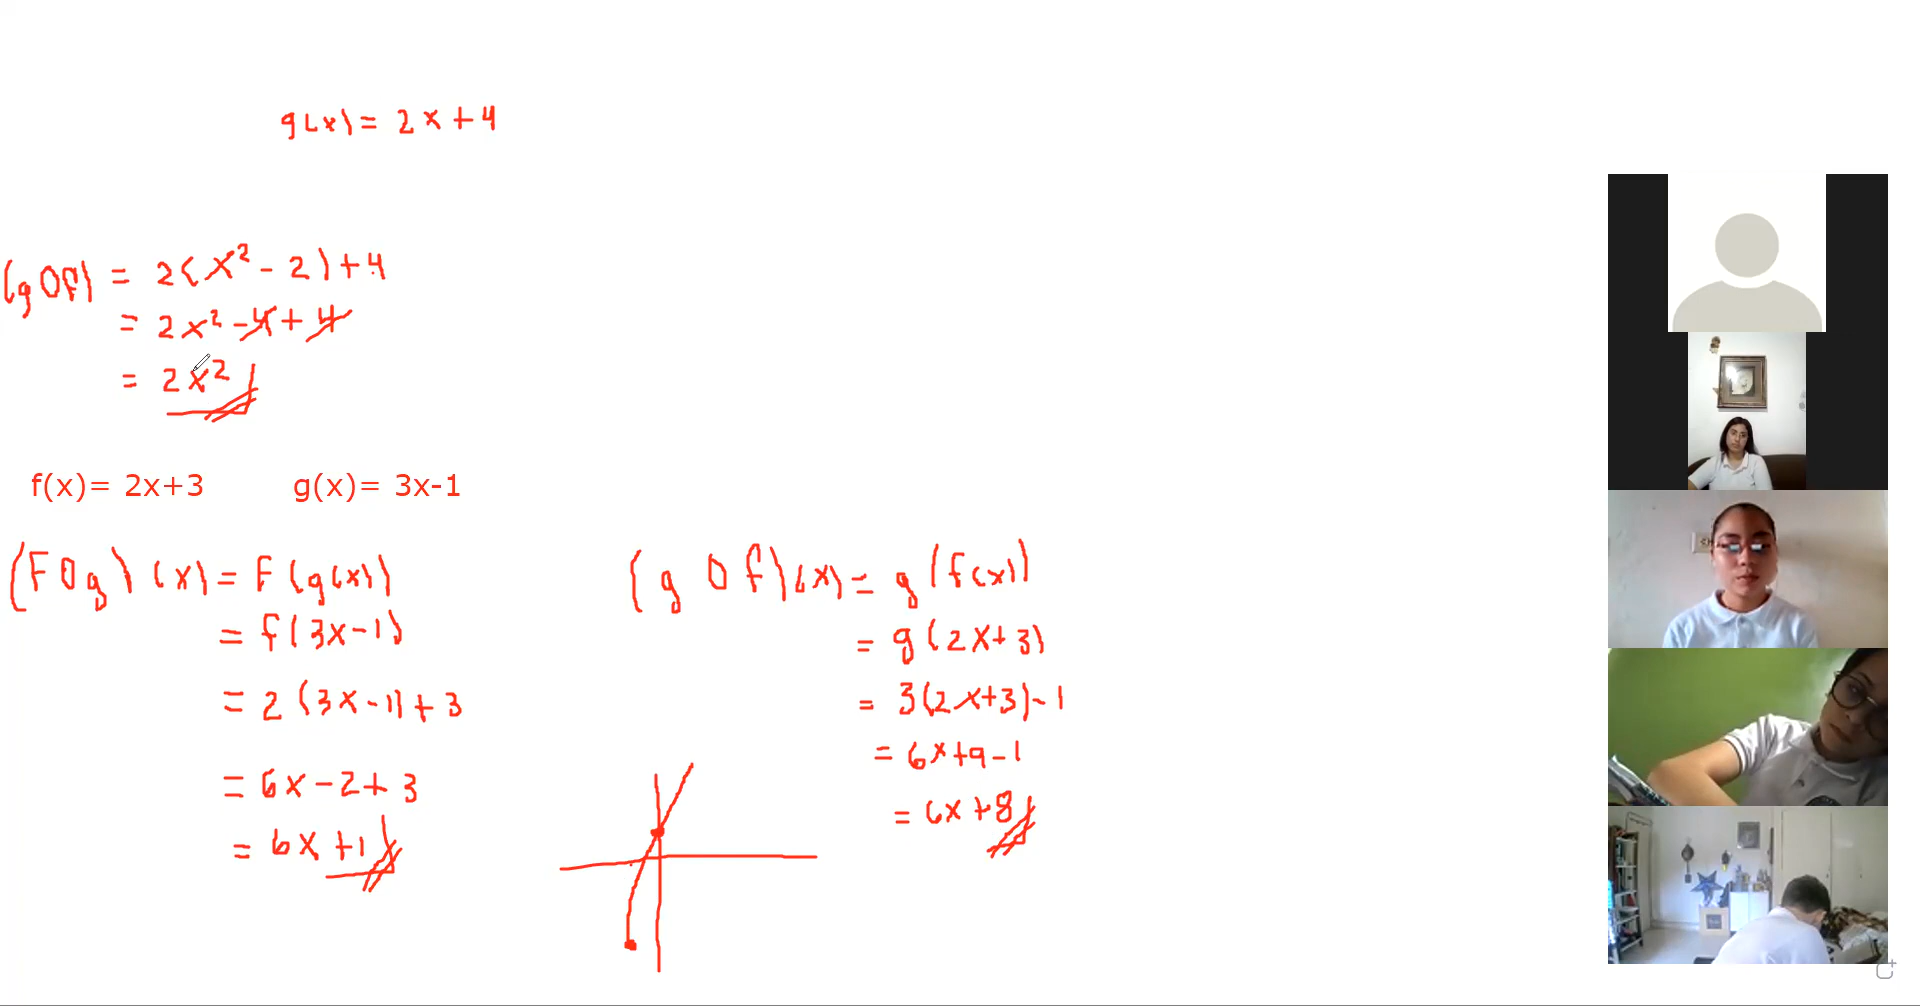 g(x) = 2x + 4
(g O f) = 2(x² - 2) + 4
= 2x² - 4 + 4
= 2x²
f(x)= 2x+3 g(x)= 3x-1
(F O g)(x) = F(g(x))
= f(3x-1)
= 2(3x-1)+3
= 6x-2+3
= 6x+1
(g O f)(x) = g(f(x))
= g(2x+3)
= 3(2x+3)-1
= 6x+9-1
= 6x+8